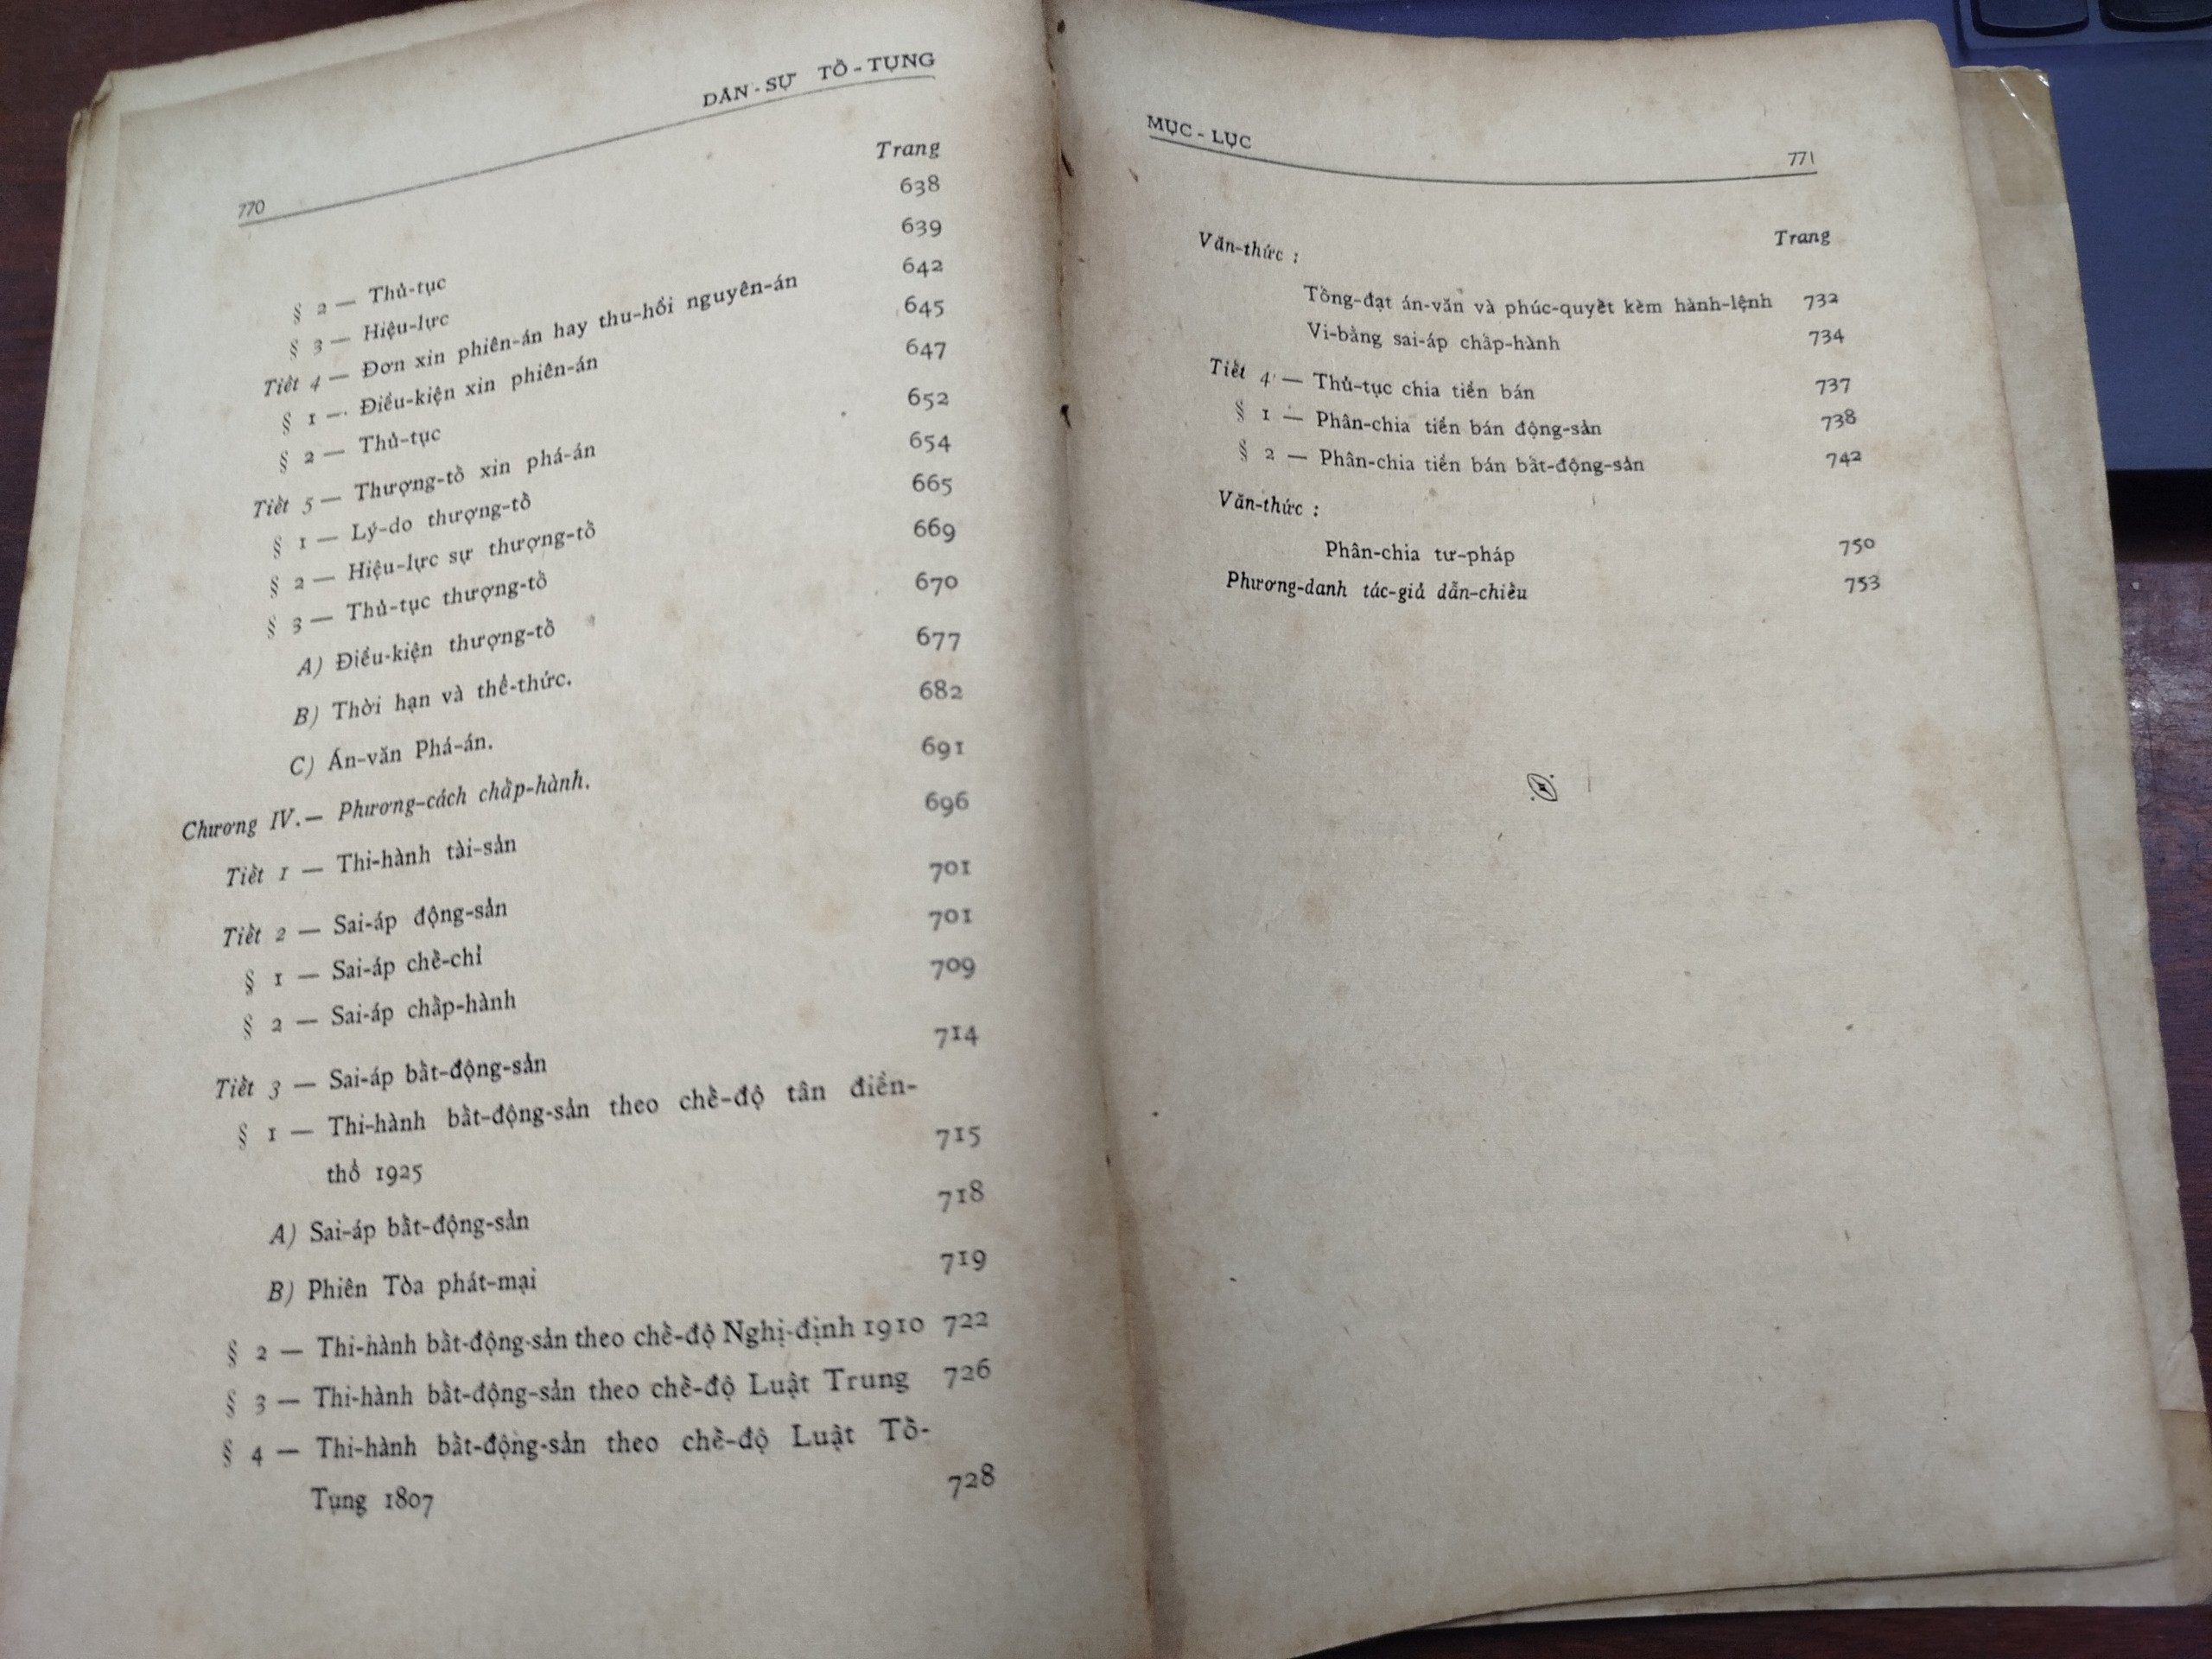 770 DÂN-SỰ TỐ-TỤNG
Trang
§ 2 — Thủ-tục 638
§ 3 — Hiệu-lực 639
Tiết 4 — Đơn xin phiên-án hay thu-hồi nguyên-án 642
§ 1 — Điều-kiện xin phiên-án 645
§ 2 — Thủ-tục 647
Tiết 5 — Thượng-tố xin phá-án 652
§ 1 — Lý-do thượng-tố 654
§ 2 — Hiệu-lực sự thượng-tố 665
§ 3 — Thủ-tục thượng-tố 669
A) Điều-kiện thượng-tố 670
B) Thời hạn và thể-thức. 677
C) Án-văn Phá-án. 682
Chương IV.— Phương-cách chấp-hành. 691
Tiết 1 — Thi-hành tài-sản 696
Tiết 2 — Sai-áp động-sản 701
§ 1 — Sai-áp chế-chỉ 701
§ 2 — Sai-áp chấp-hành 709
Tiết 3 — Sai-áp bất-động-sản 714
§ 1 — Thi-hành bất-động-sản theo chế-độ tân điền-
thổ 1925 715
A) Sai-áp bất-động-sản 718
B) Phiên Tòa phát-mại 719
§ 2 — Thi-hành bất-động-sản theo chế-độ Nghị-định 1910 722
§ 3 — Thi-hành bất-động-sản theo chế-độ Luật Trung 726
§ 4 — Thi-hành bất-động-sản theo chế-độ Luật Tố-
Tụng 1807 728
MỤC-LỤC 771
Trang
Văn-thức :
Tống-đạt án-văn và phúc-quyết kèm hành-lệnh 732
Vi-bằng sai-áp chấp-hành 734
Tiết 4 — Thủ-tục chia tiền bán 737
§ 1 — Phân-chia tiền bán động-sản 738
§ 2 — Phân-chia tiền bán bất-động-sản 742
Văn-thức :
Phân-chia tư-pháp 750
Phương-danh tác-giả dẫn-chiếu 753